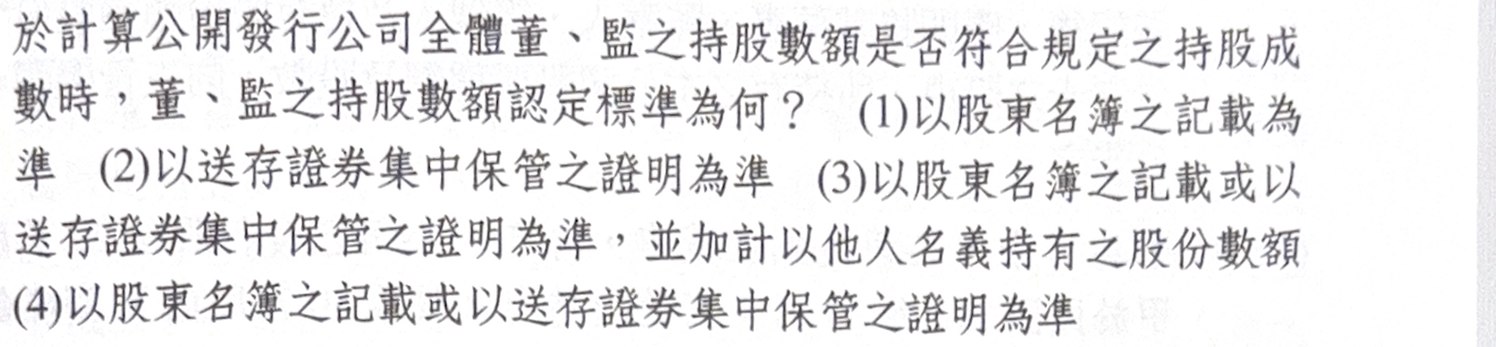 於計算公開發行公司全體董、監之持股數額是否符合規定之持股成
數時，董、監之持股數額認定標準為何？　(1)以股東名簿之記載為
準　(2)以送存證券集中保管之證明為準　(3)以股東名簿之記載或以
送存證券集中保管之證明為準，並加計以他人名義持有之股份數額
(4)以股東名簿之記載或以送存證券集中保管之證明為準